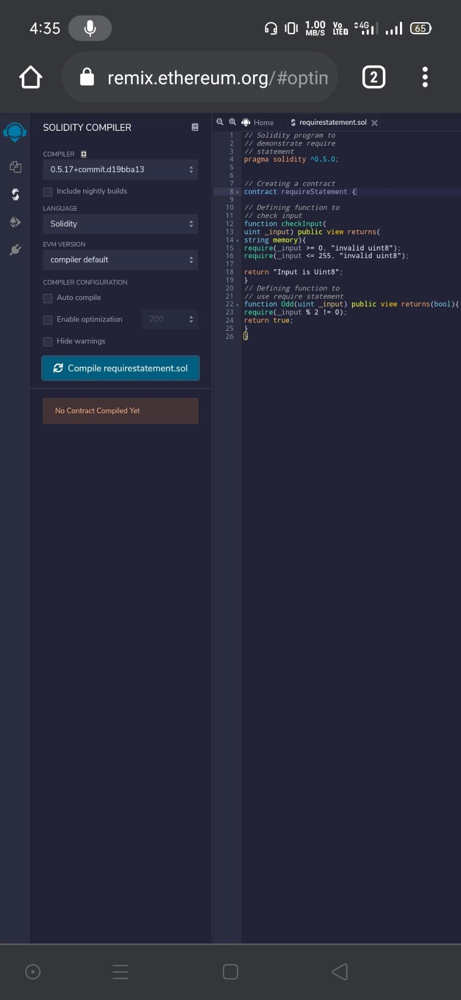 4:35
1.00
MB/S
Vo
LTED
4G
65
remix.ethereum.org/#optim
2
SOLIDITY COMPILER
COMPILER
0.5.17+commit.d19bba13
Include nightly builds
LANGUAGE
Solidity
EVM VERSION
compiler default
COMPILER CONFIGURATION
Auto compile
Enable optimization
200
Hide warnings
Compile requirestatement.sol
No Contract Compiled Yet
Home
requirestatement.sol
1 // Solidity program to
2 // demonstrate require
3 // statement
4 pragma solidity ^0.5.0;
5
6
7 // Creating a contract
8 contract requireStatement {
9
10 // Defining function to
11 // check input
12 function checkInput(
13 uint _input) public view returns(
14 string memory){
15 require(_input >= 0, "invalid uint8");
16 require(_input <= 255, "invalid uint8");
17
18 return "Input is Uint8";
19 }
20 // Defining function to
21 // use require statement
22 function Odd(uint _input) public view returns(bool){
23 require(_input % 2 != 0);
24 return true;
25 }
26 }